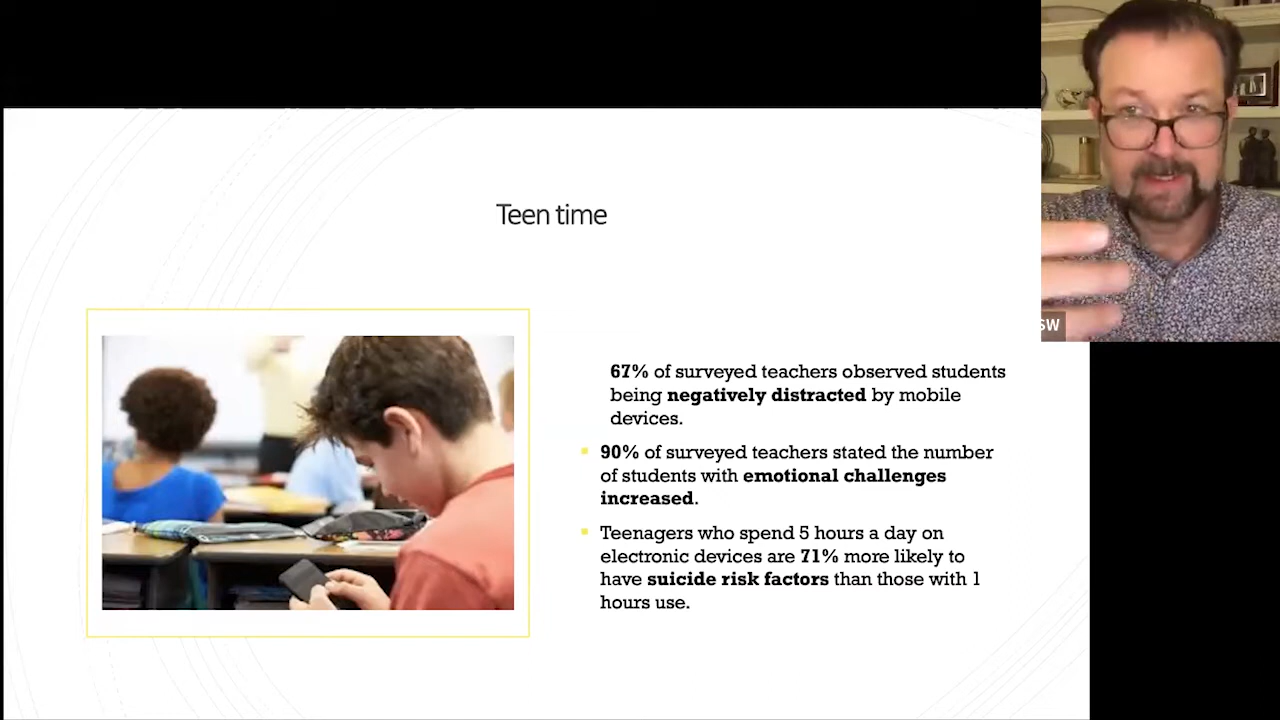 Teen time
SW
67% of surveyed teachers observed students
being negatively distracted by mobile
devices.
90% of surveyed teachers stated the number
of students with emotional challenges
increased.
Teenagers who spend 5 hours a day on
electronic devices are 71% more likely to
have suicide risk factors than those with 1
hours use.